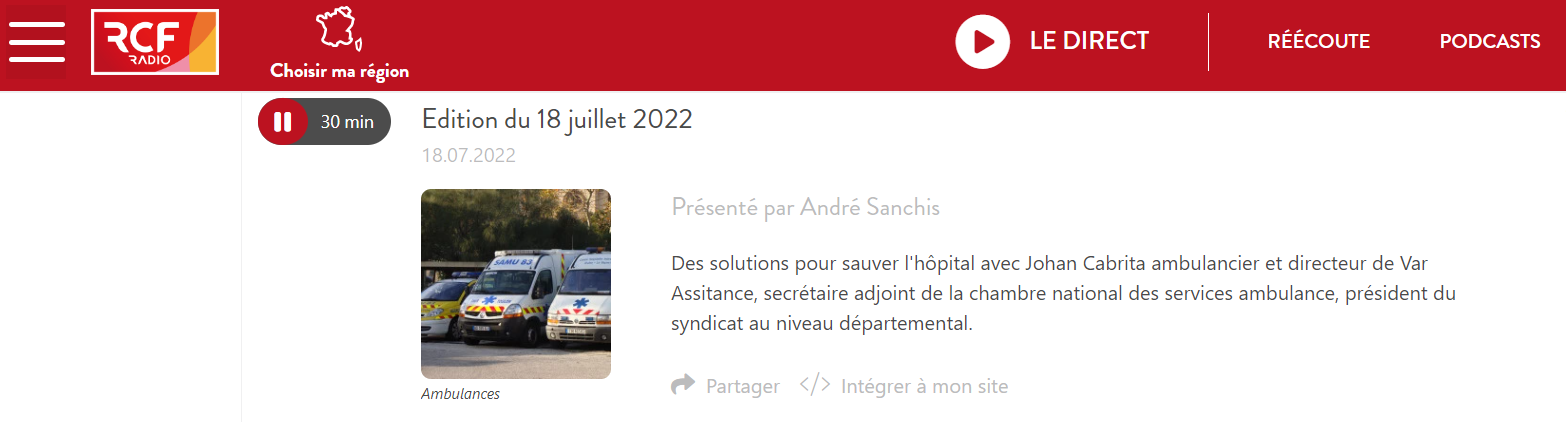 RCF
RADIO
Choisir ma région
LE DIRECT
RÉÉCOUTE
PODCASTS
30 min
Edition du 18 juillet 2022
18.07.2022
SAMU 83
Présenté par André Sanchis
Des solutions pour sauver l'hôpital avec Johan Cabrita ambulancier et directeur de Var
Assitance, secrétaire adjoint de la chambre national des services ambulance, président du
syndicat au niveau départemental.
Ambulances
Partager
</> Intégrer à mon site